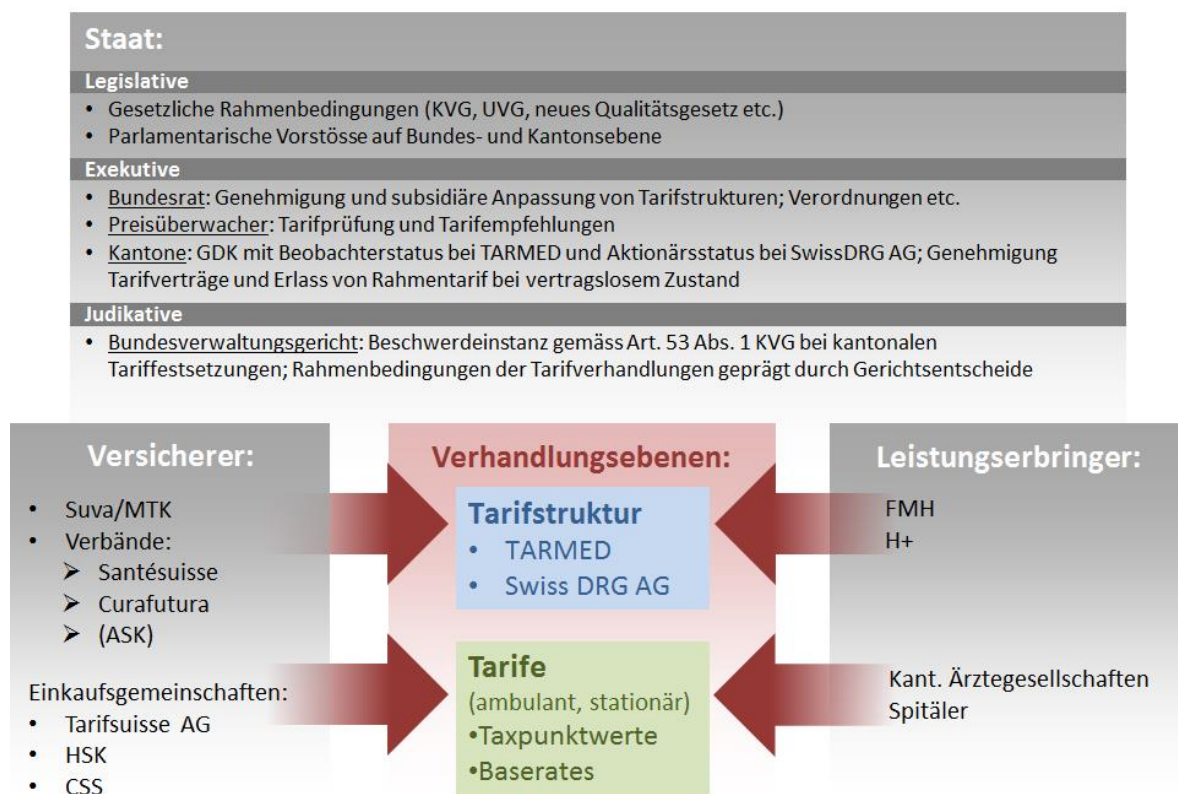 Staat:
Legislative
• Gesetzliche Rahmenbedingungen (KVG, UVG, neues Qualitätsgesetz etc.)
• Parlamentarische Vorstösse auf Bundes- und Kantonsebene
Exekutive
• Bundesrat: Genehmigung und subsidiäre Anpassung von Tarifstrukturen; Verordnungen etc.
• Preisüberwacher: Tarifprüfung und Tarifempfehlungen
• Kantone: GDK mit Beobachterstatus bei TARMED und Aktionärsstatus bei SwissDRG AG; Genehmigung
Tarifverträge und Erlass von Rahmentarif bei vertragslosem Zustand
Judikative
• Bundesverwaltungsgericht: Beschwerdeinstanz gemäss Art. 53 Abs. 1 KVG bei kantonalen
Tariffestsetzungen; Rahmenbedingungen der Tarifverhandlungen geprägt durch Gerichtsentscheide
Versicherer:
• Suva/MTK
• Verbände:
➢ Santésuisse
➢ Curafutura
➢ (ASK)
Einkaufsgemeinschaften:
• Tarifsuisse AG
• HSK
• CSS
Verhandlungsebenen:
Tarifstruktur
• TARMED
• Swiss DRG AG
Tarife
(ambulant, stationär)
•Taxpunktwerte
•Baserates
Leistungserbringer:
FMH
H+
Kant. Ärztegesellschaften
Spitäler